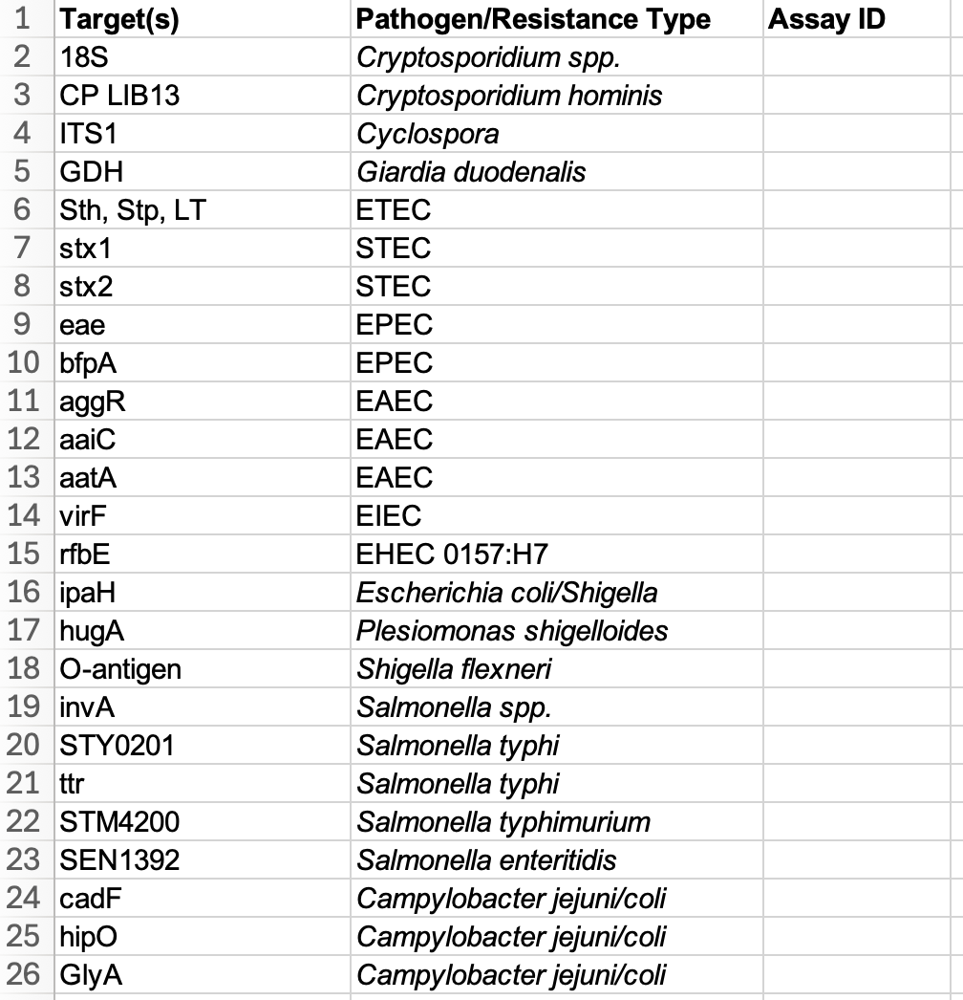 1 Target(s) Pathogen/Resistance Type Assay ID
2 18S Cryptosporidium spp.
3 CP LIB13 Cryptosporidium hominis
4 ITS1 Cyclospora
5 GDH Giardia duodenalis
6 Sth, Stp, LT ETEC
7 stx1 STEC
8 stx2 STEC
9 eae EPEC
10 bfpA EPEC
11 aggR EAEC
12 aaiC EAEC
13 aatA EAEC
14 virF EIEC
15 rfbE EHEC 0157:H7
16 ipaH Escherichia coli/Shigella
17 hugA Plesiomonas shigelloides
18 O-antigen Shigella flexneri
19 invA Salmonella spp.
20 STY0201 Salmonella typhi
21 ttr Salmonella typhi
22 STM4200 Salmonella typhimurium
23 SEN1392 Salmonella enteritidis
24 cadF Campylobacter jejuni/coli
25 hipO Campylobacter jejuni/coli
26 GlyA Campylobacter jejuni/coli